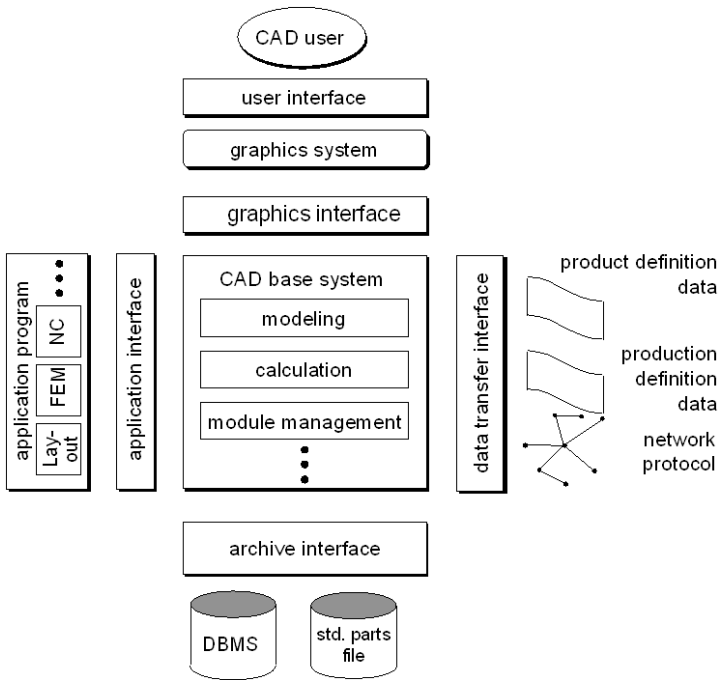 CAD user
user interface
graphics system
graphics interface
application program
NC
FEM
Lay-
out
application interface
CAD base system
modeling
calculation
module management
data transfer interface
product definition
data
production
definition
data
network
protocol
archive interface
DBMS
std. parts
file